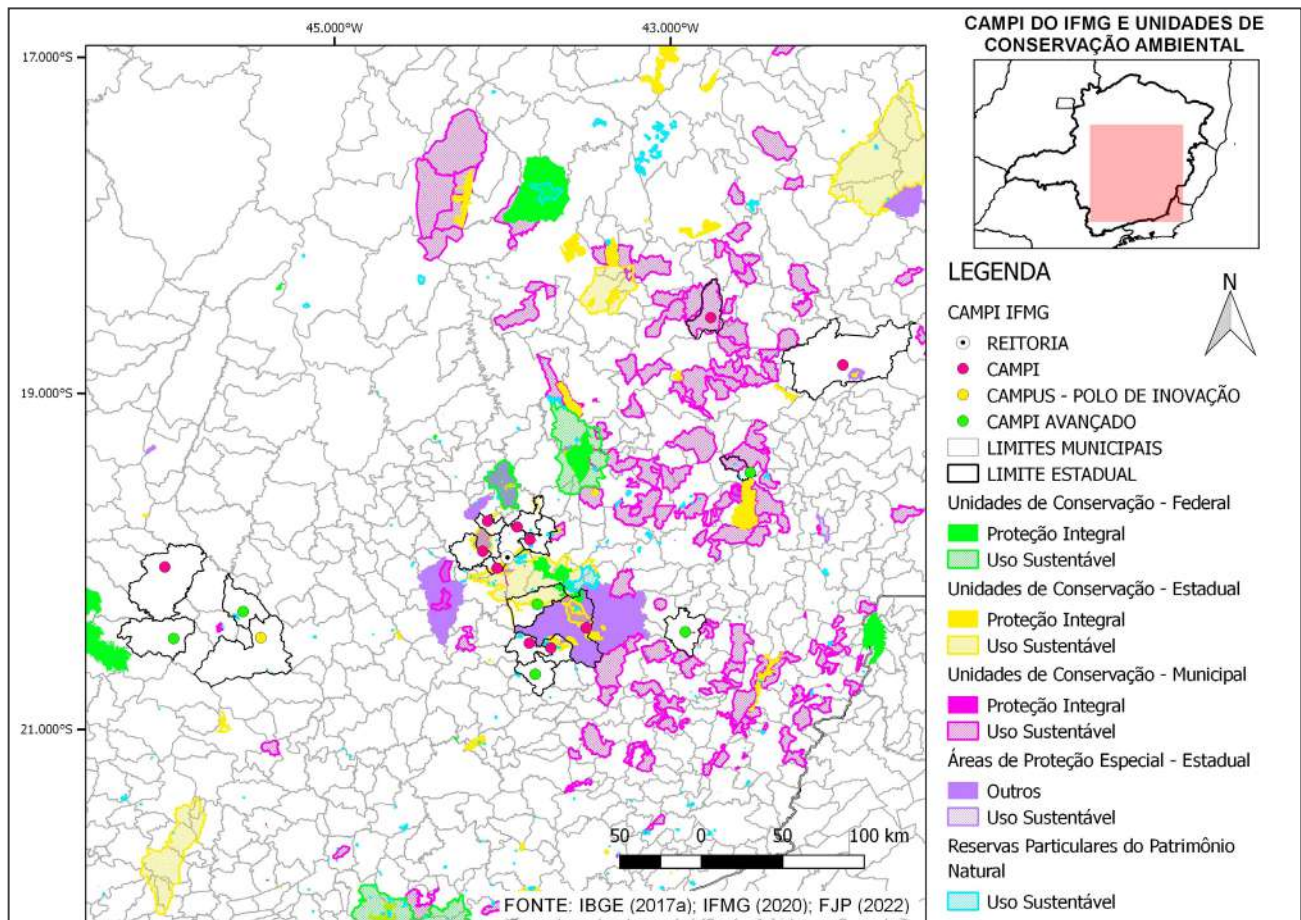 45.000°W
43.000°W
17.000°S
19.000°S
21.000°S
50 0 50 100 km
FONTE: IBGE (2017a); IFMG (2020); FJP (2022)
CAMPI DO IFMG E UNIDADES DE
CONSERVAÇÃO AMBIENTAL
LEGENDA
N
CAMPI IFMG
REITORIA
CAMPI
CAMPUS - POLO DE INOVAÇÃO
CAMPI AVANÇADO
LIMITES MUNICIPAIS
LIMITE ESTADUAL
Unidades de Conservação - Federal
Proteção Integral
Uso Sustentável
Unidades de Conservação - Estadual
Proteção Integral
Uso Sustentável
Unidades de Conservação - Municipal
Proteção Integral
Uso Sustentável
Áreas de Proteção Especial - Estadual
Outros
Uso Sustentável
Reservas Particulares do Patrimônio
Natural
Uso Sustentável